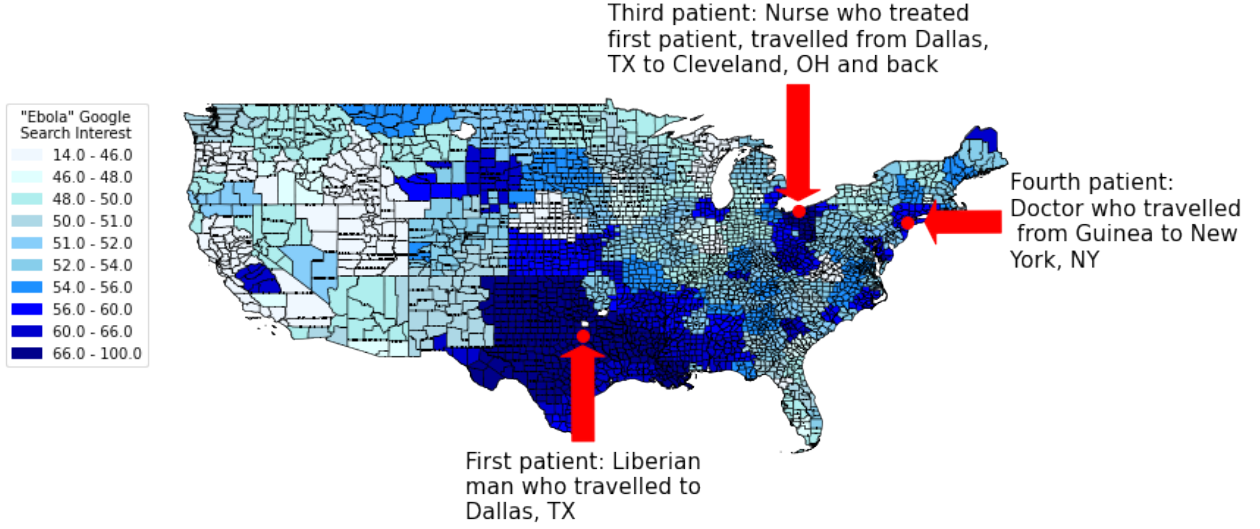 Third patient: Nurse who treated
first patient, travelled from Dallas,
TX to Cleveland, OH and back
"Ebola" Google
Search Interest
14.0 - 46.0
46.0 - 48.0
48.0 - 50.0
50.0 - 51.0
51.0 - 52.0
52.0 - 54.0
54.0 - 56.0
56.0 - 60.0
60.0 - 66.0
66.0 - 100.0
Fourth patient:
Doctor who travelled
from Guinea to New
York, NY
First patient: Liberian
man who travelled to
Dallas, TX